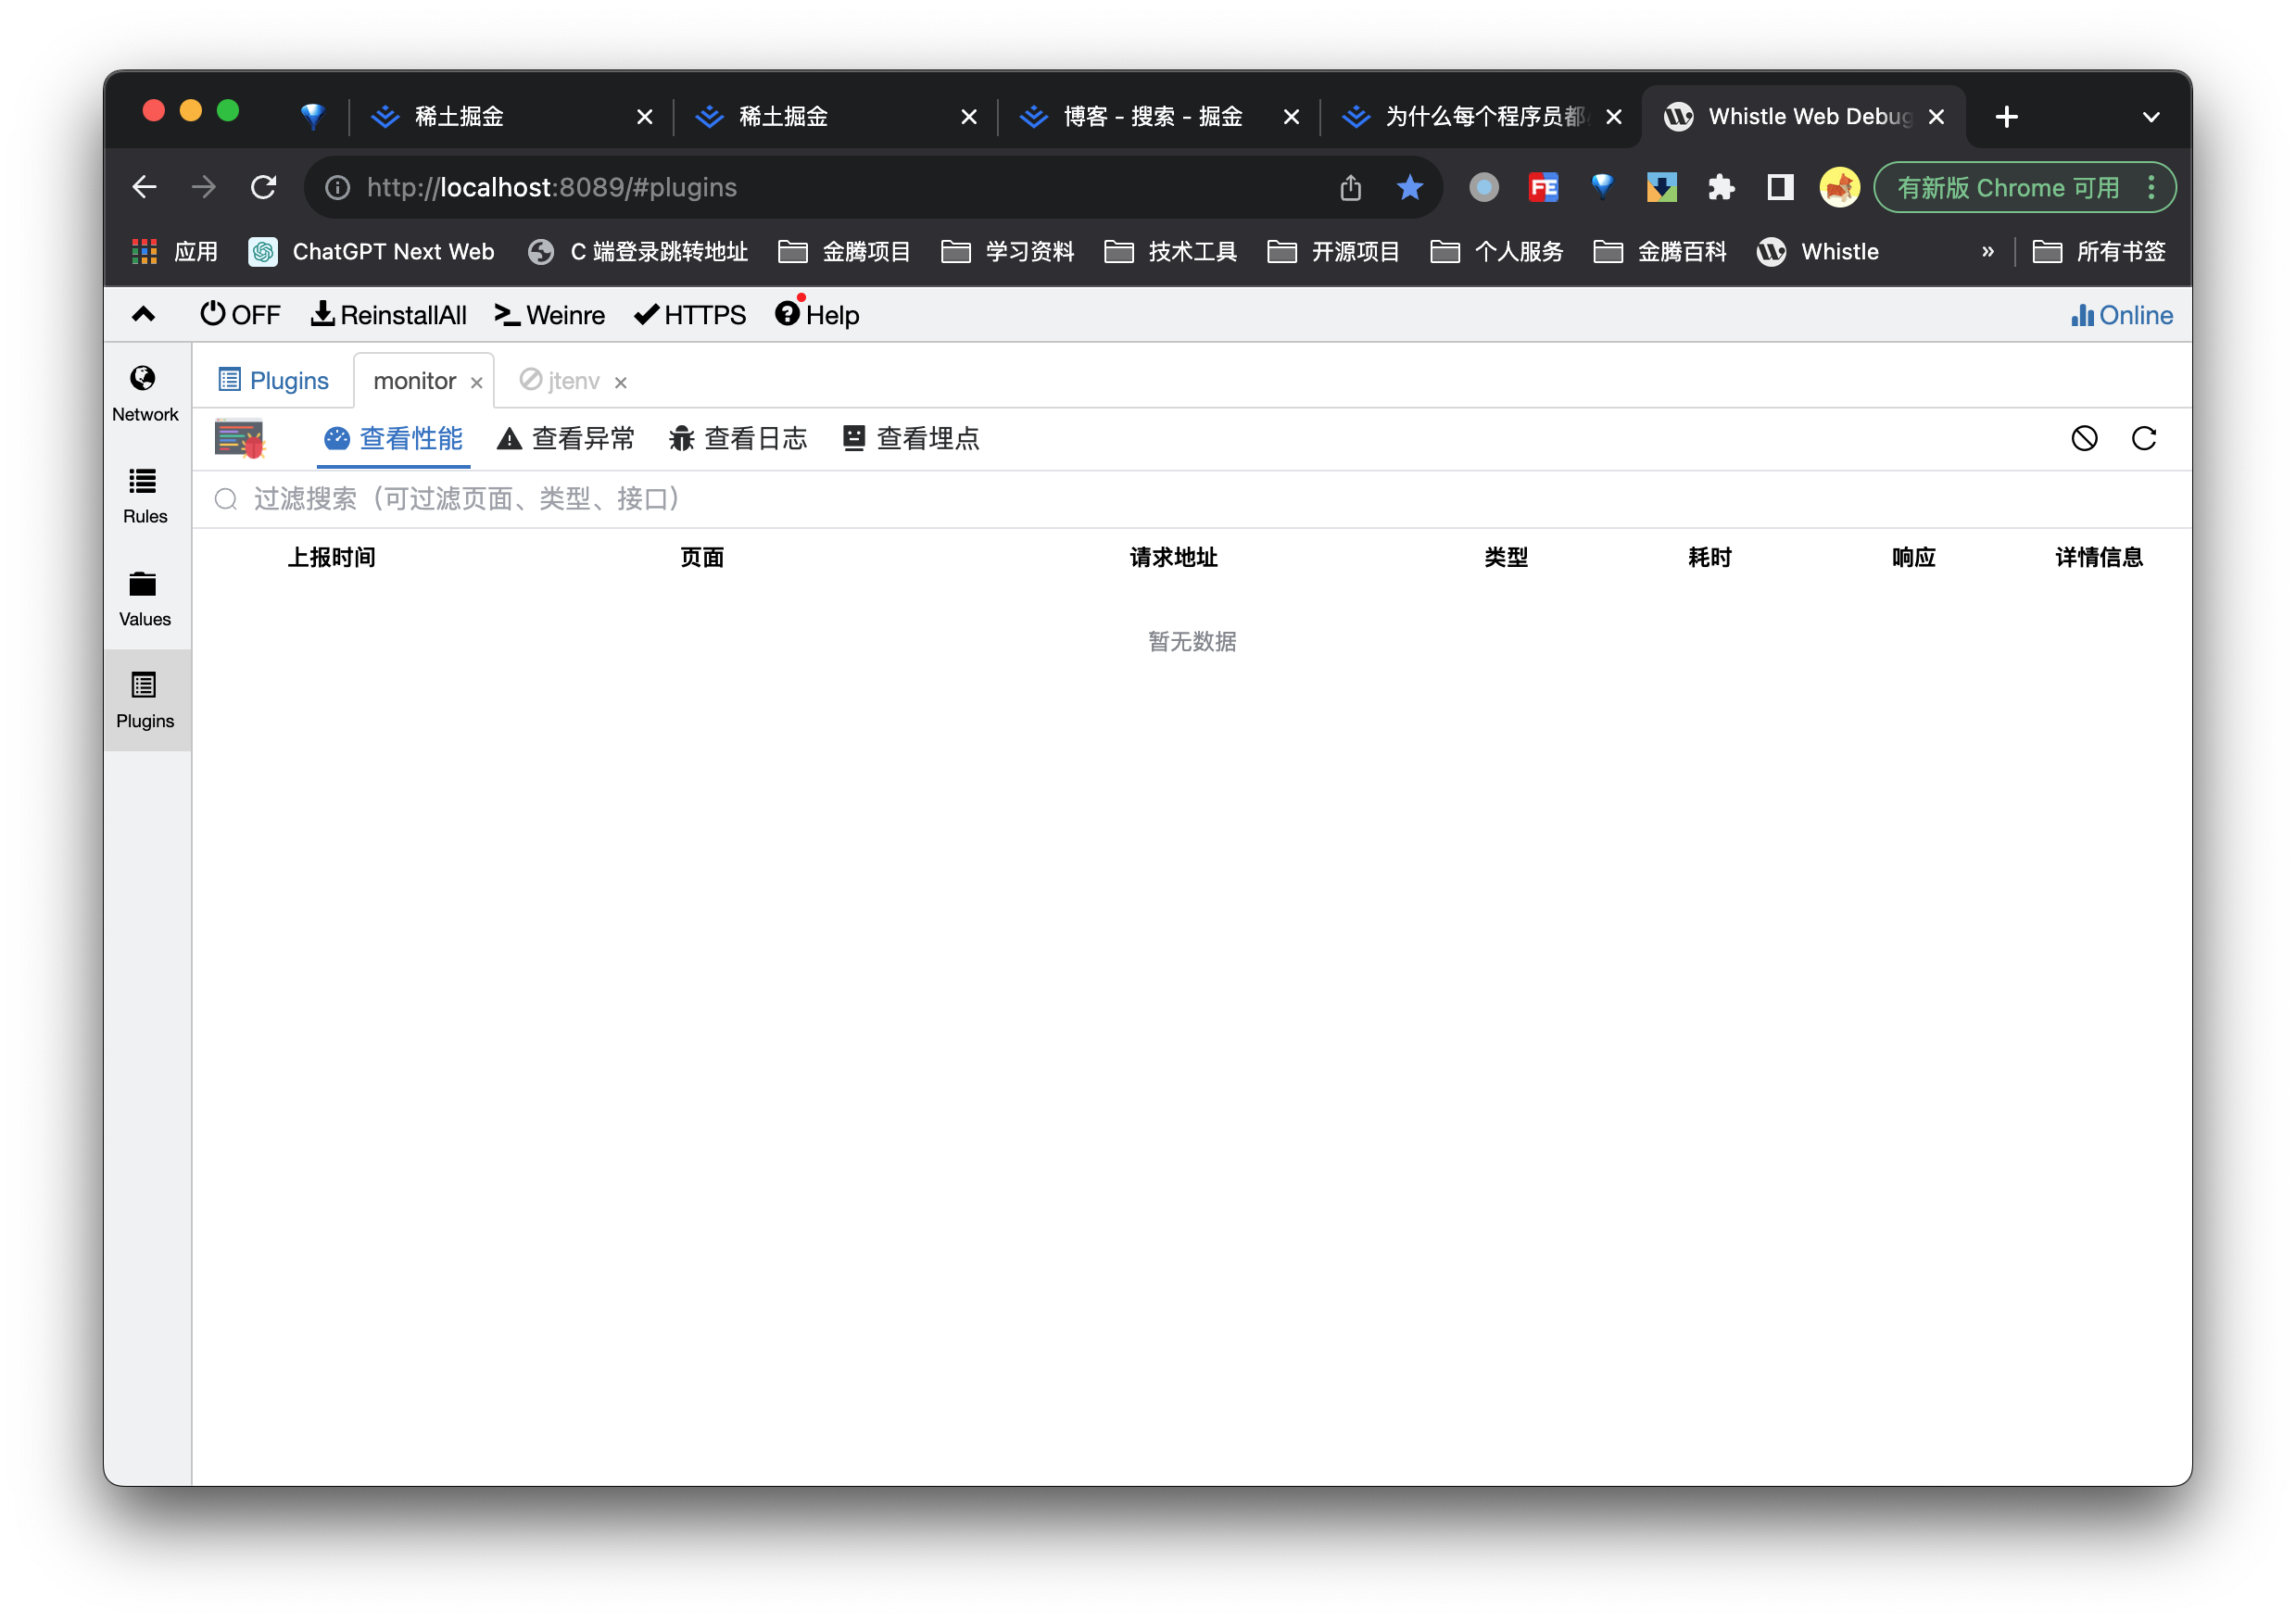 稀土掘金 稀土掘金 博客 - 搜索 - 掘金 为什么每个程序员都 Whistle Web Debug
http://localhost:8089/#plugins FE 有新版 Chrome 可用
应用 ChatGPT Next Web C 端登录跳转地址 金腾项目 学习资料 技术工具 开源项目 个人服务 金腾百科 Whistle » 所有书签
OFF ReinstallAll Weinre HTTPS Help Online
Network
Rules
Values
Plugins
Plugins monitor jtenv
查看性能 查看异常 查看日志 查看埋点
过滤搜索（可过滤页面、类型、接口）
上报时间 页面 请求地址 类型 耗时 响应 详情信息
暂无数据